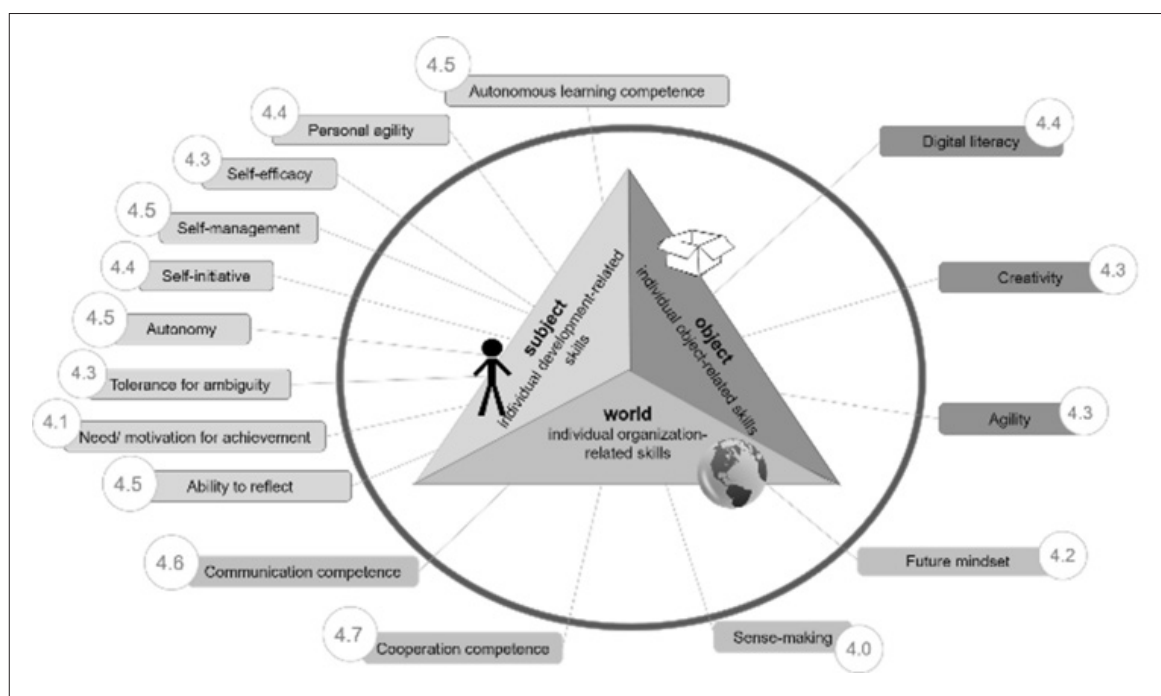 4.5
Autonomous learning competence
4.4
Personal agility
4.3
Self-efficacy
4.5
Self-management
4.4
Self-initiative
4.5
Autonomy
4.3
Tolerance for ambiguity
4.1
Need/ motivation for achievement
4.5
Ability to reflect
4.6
Communication competence
4.7
Cooperation competence
Sense-making
4.0
Future mindset
4.2
Agility
4.3
Creativity
4.3
Digital literacy
4.4
subject
individual development-related
skills
object
individual object-related skills
world
individual organization-
related skills